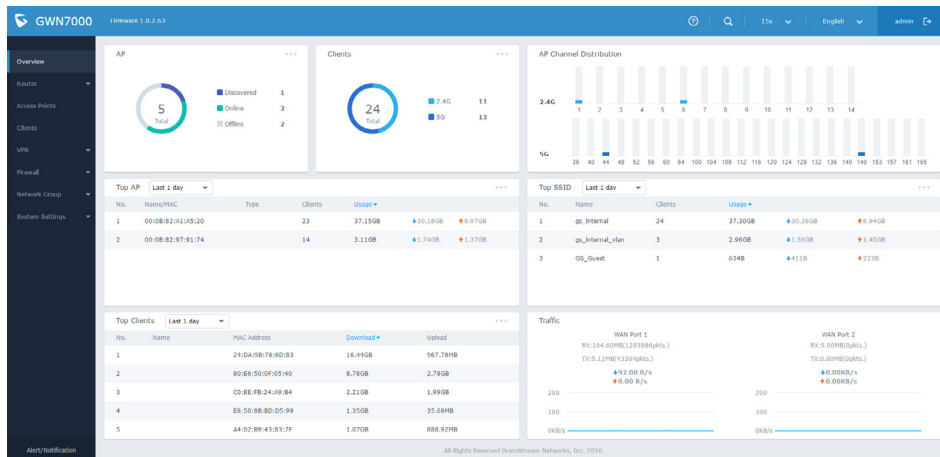 GWN7000 Firmware 1.0.2.63 15s English admin
Overview
Router
Access Points
Clients
VPN
Firewall
Network Group
System Settings
Alert/Notification
AP
5
Total
Discovered 1
Online 2
Offline 2
Clients
24
Total
2.4G 11
5G 13
AP Channel Distribution
2.4G
1 2 3 4 5 6 7 8 9 10 11 12 13 14
5G
36 40 44 48 52 56 60 64 100 104 108 112 116 120 124 128 132 136 140 149 153 157 161 165
Top AP Last 1 day
No. Name/MAC Type Clients Usage
1 00:0B:82:A1:A5:20 23 37.15GB 30.18GB 6.97GB
2 00:0B:82:97:91:74 14 3.11GB 1.74GB 1.37GB
Top SSID Last 1 day
No. Name Clients Usage
1 gs_internal 24 37.30GB 30.36GB 6.94GB
2 gs_internal_vlan 3 2.96GB 1.56GB 1.40GB
3 GS_Guest 1 634B 411B 223B
Top Clients Last 1 day
No. Name MAC Address Download Upload
1 24:DA:9B:76:6D:83 16.44GB 967.78MB
2 80:E6:50:0F:05:40 8.78GB 2.78GB
3 C0:EE:FB:24:A9:B4 2.21GB 1.99GB
4 E8:50:8B:BD:D5:99 1.35GB 35.69MB
5 A4:02:B9:43:83:7F 1.07GB 888.92MB
Traffic
WAN Port 1
RX:104.60MB(1293986pkts.)
TX:5.12MB(43304pkts.)
92.00 B/s
0.00 B/s
200
100
0KB/s
WAN Port 2
RX:0.00MB(0pkts.)
TX:0.00MB(0pkts.)
0.00KB/s
0.00KB/s
200
100
0KB/s
All Rights Reserved Grandstream Networks, Inc. 2016